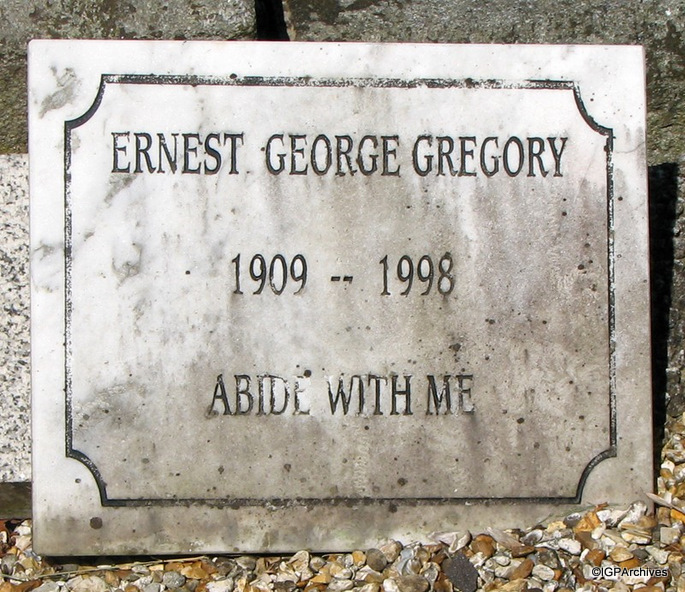 ERNEST GEORGE GREGORY
1909 -- 1998
ABIDE WITH ME
©IGPArchives